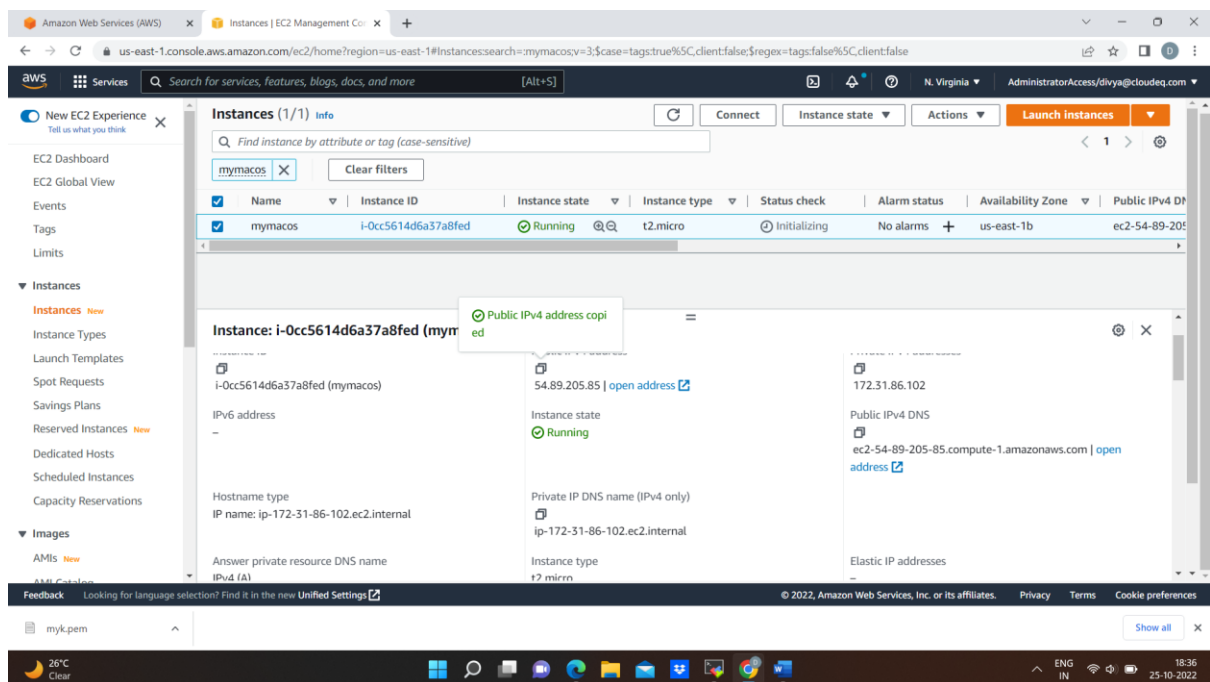 Amazon Web Services (AWS)
Instances | EC2 Management Con
us-east-1.console.aws.amazon.com/ec2/home?region=us-east-1#Instances:search=:mymacos;v=3;$case=tags:true%5C,client:false;$regex=tags:false%5C,client:false
aws Services Search for services, features, blogs, docs, and more [Alt+S] N. Virginia AdministratorAccess/divya@cloudeq.com
New EC2 Experience
Tell us what you think
EC2 Dashboard
EC2 Global View
Events
Tags
Limits
Instances
Instances New
Instance Types
Launch Templates
Spot Requests
Savings Plans
Reserved Instances New
Dedicated Hosts
Scheduled Instances
Capacity Reservations
Images
AMIs New
AMI Catalog
Instances (1/1) Info Connect Instance state Actions Launch instances
Find instance by attribute or tag (case-sensitive) 1
mymacos Clear filters
Name Instance ID Instance state Instance type Status check Alarm status Availability Zone Public IPv4 DN
mymacos i-0cc5614d6a37a8fed Running t2.micro Initializing No alarms us-east-1b ec2-54-89-205
Public IPv4 address copi
ed
Instance: i-0cc5614d6a37a8fed (mym
Instance ID Public IPv4 address Private IPv4 addresses
i-0cc5614d6a37a8fed (mymacos) 54.89.205.85 | open address 172.31.86.102
IPv6 address Instance state Public IPv4 DNS
– Running
ec2-54-89-205-85.compute-1.amazonaws.com | open
address
Hostname type Private IP DNS name (IPv4 only)
IP name: ip-172-31-86-102.ec2.internal
ip-172-31-86-102.ec2.internal
Answer private resource DNS name Instance type Elastic IP addresses
IPv4 (A) t2.micro –
Feedback Looking for language selection? Find it in the new Unified Settings © 2022, Amazon Web Services, Inc. or its affiliates. Privacy Terms Cookie preferences
myk.pem Show all
26°C
Clear
ENG
IN
18:36
25-10-2022